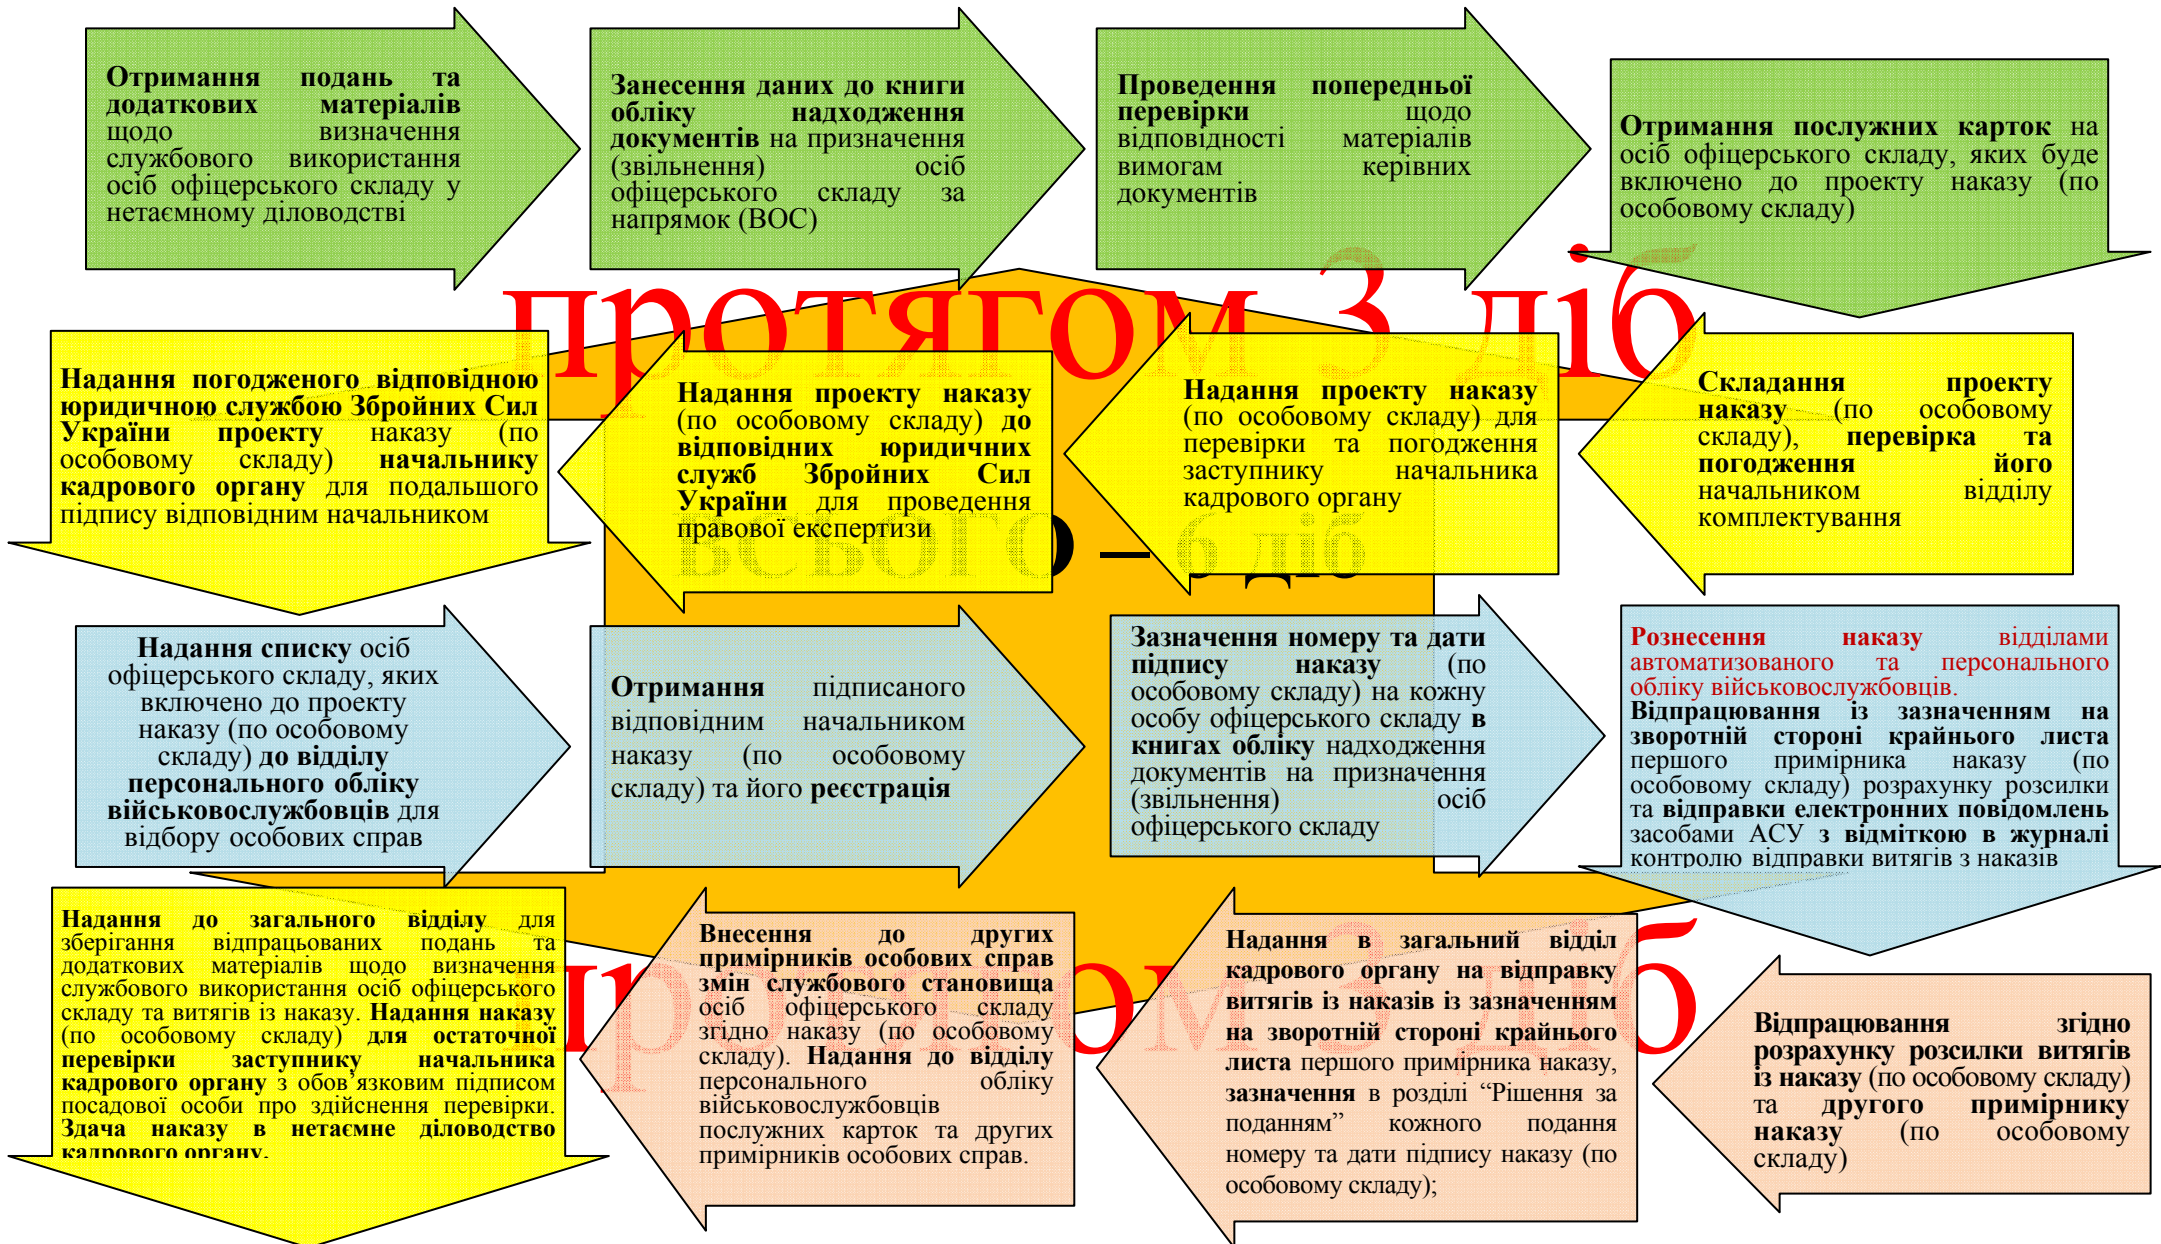 Отримання подань та
додаткових матеріалів
щодо визначення
службового використання
осіб офіцерського складу у
нетаємному діловодстві
Занесення даних до книги
обліку надходження
документів на призначення
(звільнення) осіб
офіцерського складу за
напрямок (ВОС)
Проведення попередньої
перевірки щодо
відповідності матеріалів
вимогам керівних
документів
Отримання послужних карток на
осіб офіцерського складу, яких буде
включено до проекту наказу (по
особовому складу)
протягом 3 діб
Складання проекту
наказу (по особовому
складу), перевірка та
погодження його
начальником відділу
комплектування
Надання проекту наказу
(по особовому складу) для
перевірки та погодження
заступнику начальника
кадрового органу
Надання проекту наказу
(по особовому складу) до
відповідних юридичних
служб Збройних Сил
України для проведення
правової експертизи
Надання погодженого відповідною
юридичною службою Збройних Сил
України проекту наказу (по
особовому складу) начальнику
кадрового органу для подальшого
підпису відповідним начальником
всього – 6 діб
Надання списку осіб
офіцерського складу, яких
включено до проекту
наказу (по особовому
складу) до відділу
персонального обліку
військовослужбовців для
відбору особових справ
Отримання підписаного
відповідним начальником
наказу (по особовому
складу) та його реєстрація
Зазначення номеру та дати
підпису наказу (по
особовому складу) на кожну
особу офіцерського складу в
книгах обліку надходження
документів на призначення
(звільнення) осіб
офіцерського складу
Рознесення наказу відділами
автоматизованого та персонального
обліку військовослужбовців.
Відпрацювання із зазначенням на
зворотній стороні крайнього листа
першого примірника наказу (по
особовому складу) розрахунку розсилки
та відправки електронних повідомлень
засобами АСУ з відміткою в журналі
контролю відправки витягів з наказів
протягом 3 діб
Відпрацювання згідно
розрахунку розсилки витягів
із наказу (по особовому складу)
та другого примірнику
наказу (по особовому
складу)
Надання в загальний відділ
кадрового органу на відправку
витягів із наказів із зазначенням
на зворотній стороні крайнього
листа першого примірника наказу,
зазначення в розділі “Рішення за
поданням” кожного подання
номеру та дати підпису наказу (по
особовому складу);
Внесення до других
примірників особових справ
змін службового становища
осіб офіцерського складу
згідно наказу (по особовому
складу). Надання до відділу
персонального обліку
військовослужбовців
послужних карток та других
примірників особових справ.
Надання до загального відділу для
зберігання відпрацьованих подань та
додаткових матеріалів щодо визначення
службового використання осіб офіцерського
складу та витягів із наказу. Надання наказу
(по особовому складу) для остаточної
перевірки заступнику начальника
кадрового органу з обов’язковим підписом
посадової особи про здійснення перевірки.
Здача наказу в нетаємне діловодство
кадрового органу.